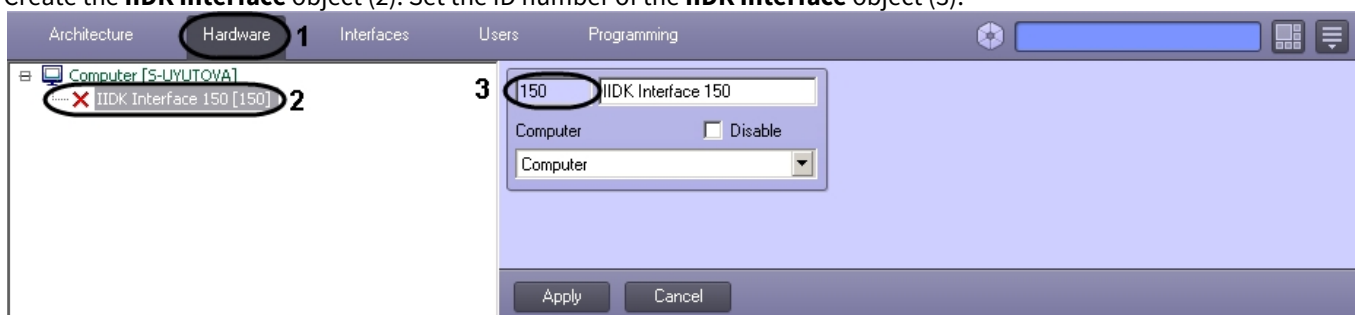 Create the IIDK Interface object (2). Set the ID number of the IIDK Interface object (3).
Architecture Hardware 1 Interfaces Users Programming
Computer [S-UYUTOVA]
IIDK Interface 150 [150] 2
3 150 IIDK Interface 150
Computer Disable
Computer
Apply Cancel